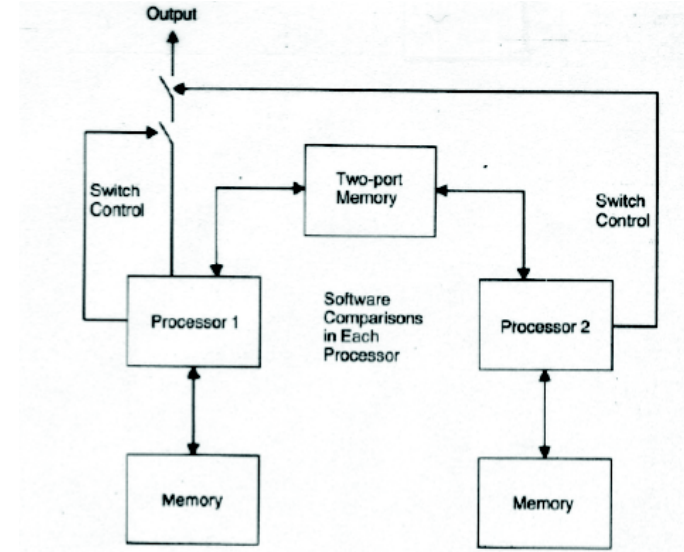 Output
Two-port
Memory
Switch
Control
Switch
Control
Processor 1
Software
Comparisons
in Each
Processor
Processor 2
Memory
Memory